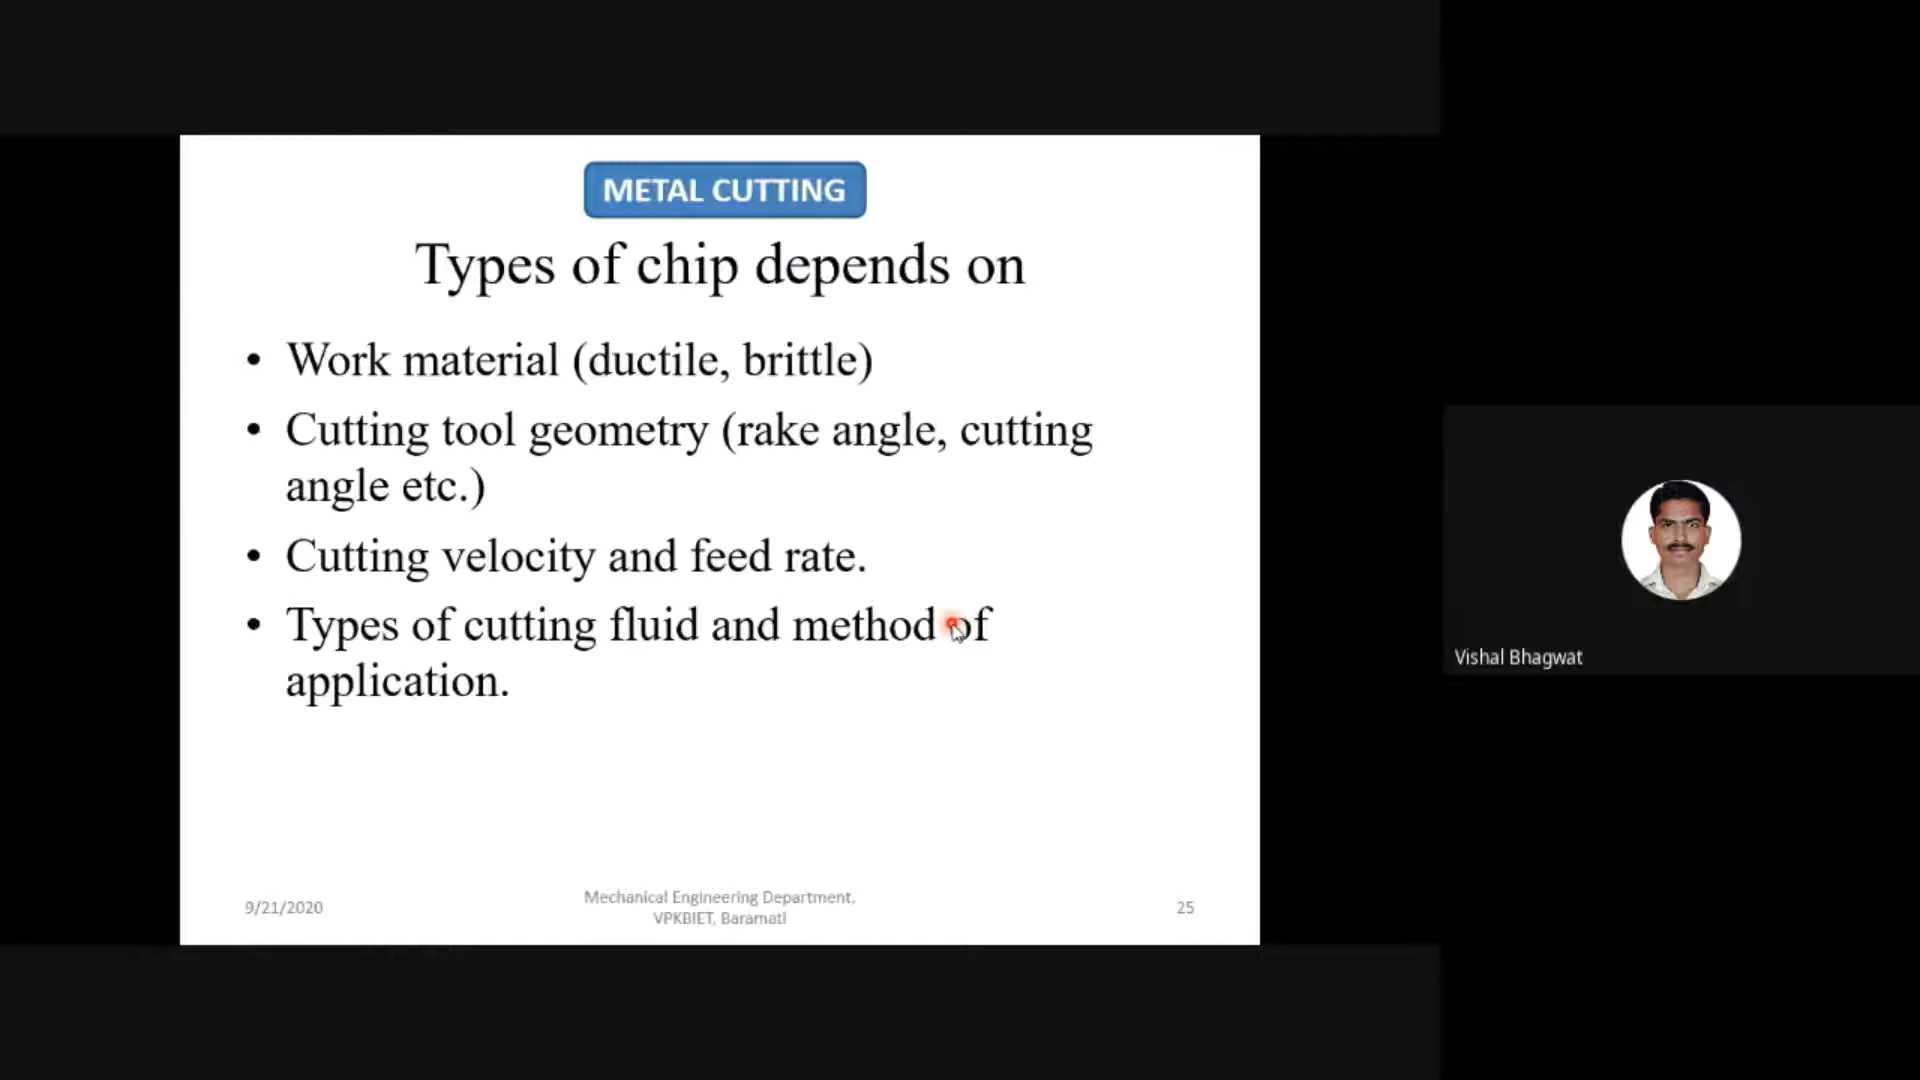 METAL CUTTING
Types of chip depends on
• Work material (ductile, brittle)
• Cutting tool geometry (rake angle, cutting
angle etc.)
• Cutting velocity and feed rate.
• Types of cutting fluid and method of
application.
Vishal Bhagwat
9/21/2020
Mechanical Engineering Department,
VPKBIET, Baramati
25